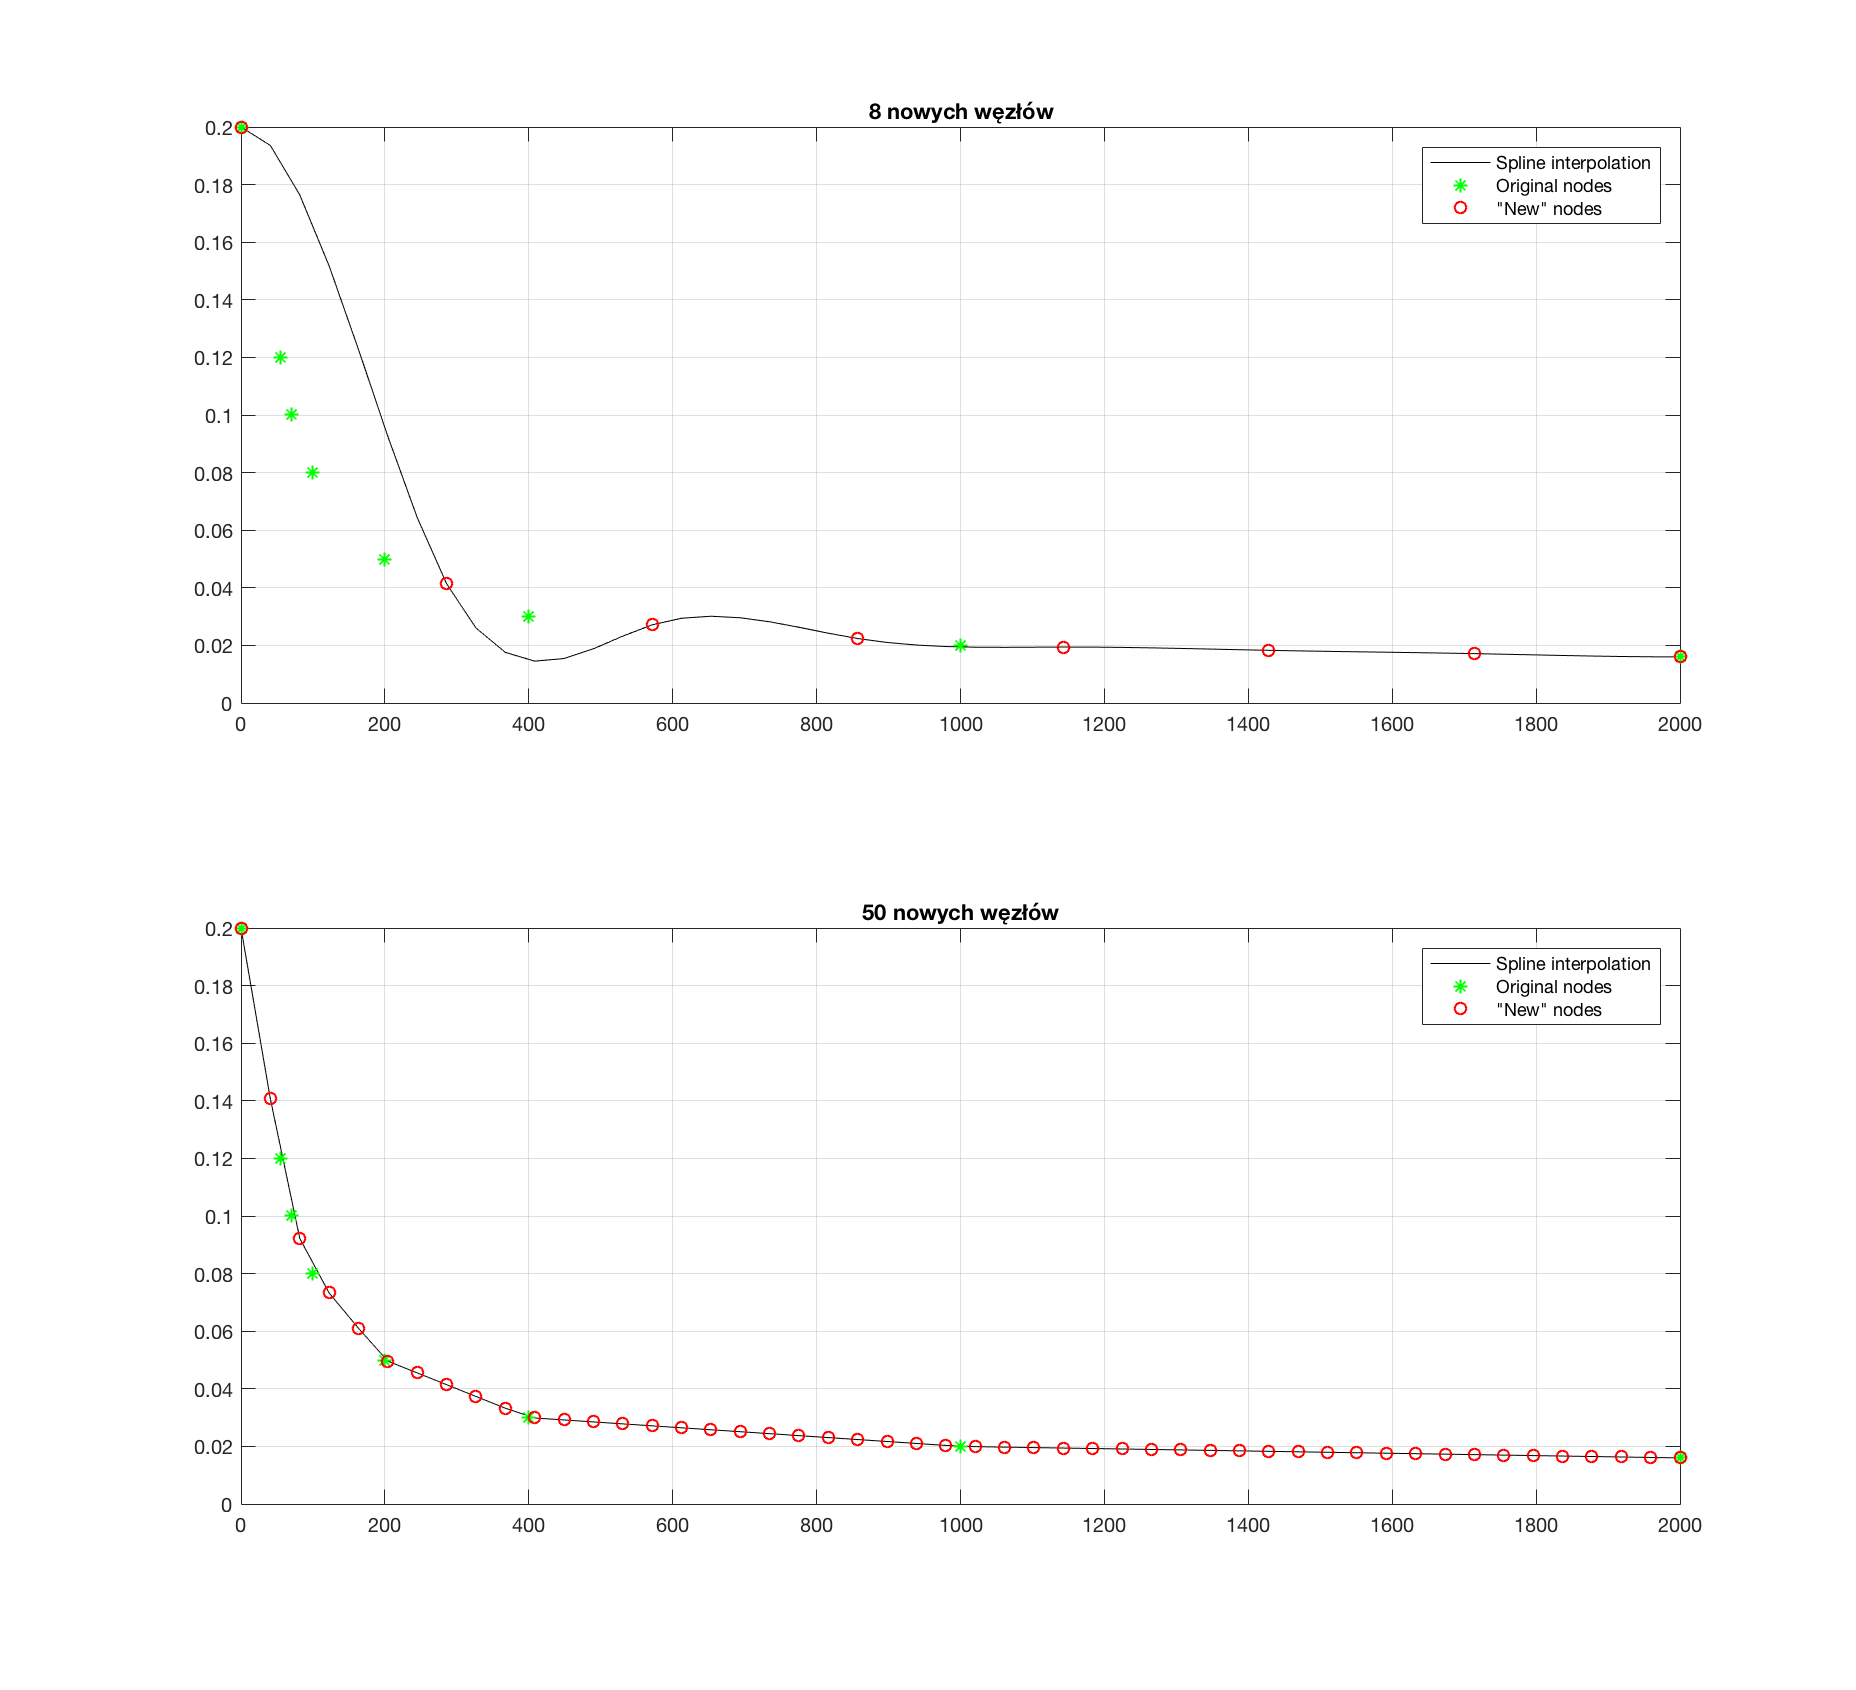 8 nowych węzłów
Spline interpolation
Original nodes
"New" nodes
0.2
0.18
0.16
0.14
0.12
0.1
0.08
0.06
0.04
0.02
0
0 200 400 600 800 1000 1200 1400 1600 1800 2000
50 nowych węzłów
Spline interpolation
Original nodes
"New" nodes
0.2
0.18
0.16
0.14
0.12
0.1
0.08
0.06
0.04
0.02
0
0 200 400 600 800 1000 1200 1400 1600 1800 2000